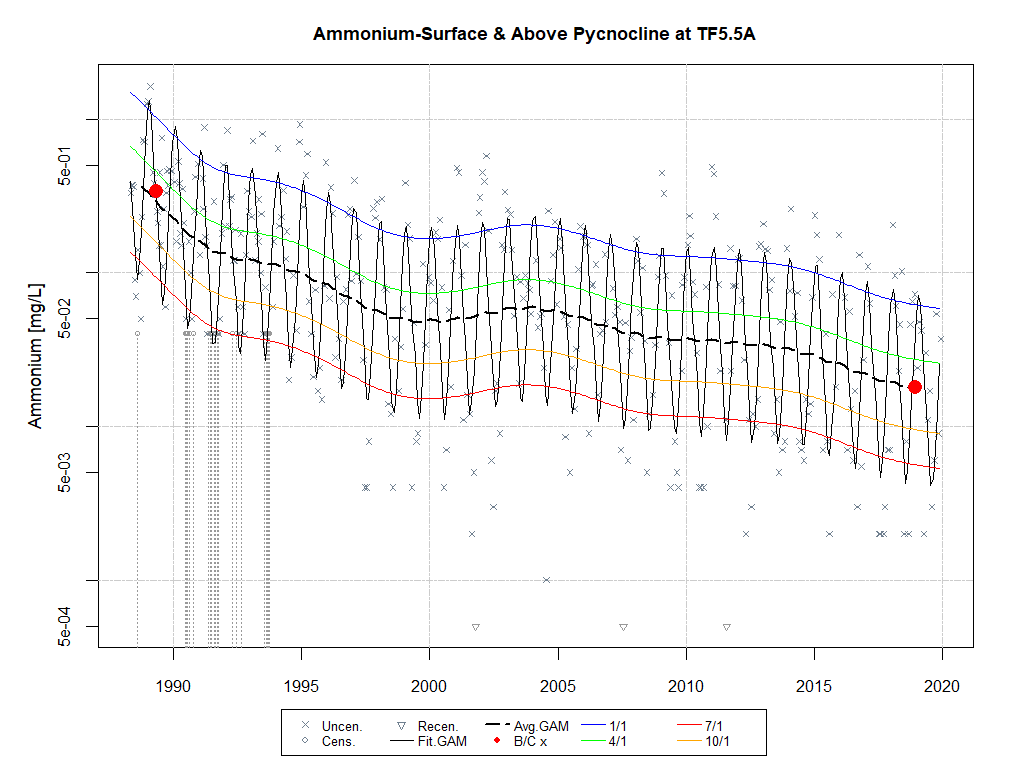 Ammonium-Surface & Above Pycnocline at TF5.5A
Ammonium [mg/L]
5e-01
5e-02
5e-03
5e-04
1990 1995 2000 2005 2010 2015 2020
Uncen. Recen. Avg.GAM 1/1 7/1
Cens. Fit.GAM B/C x 4/1 10/1